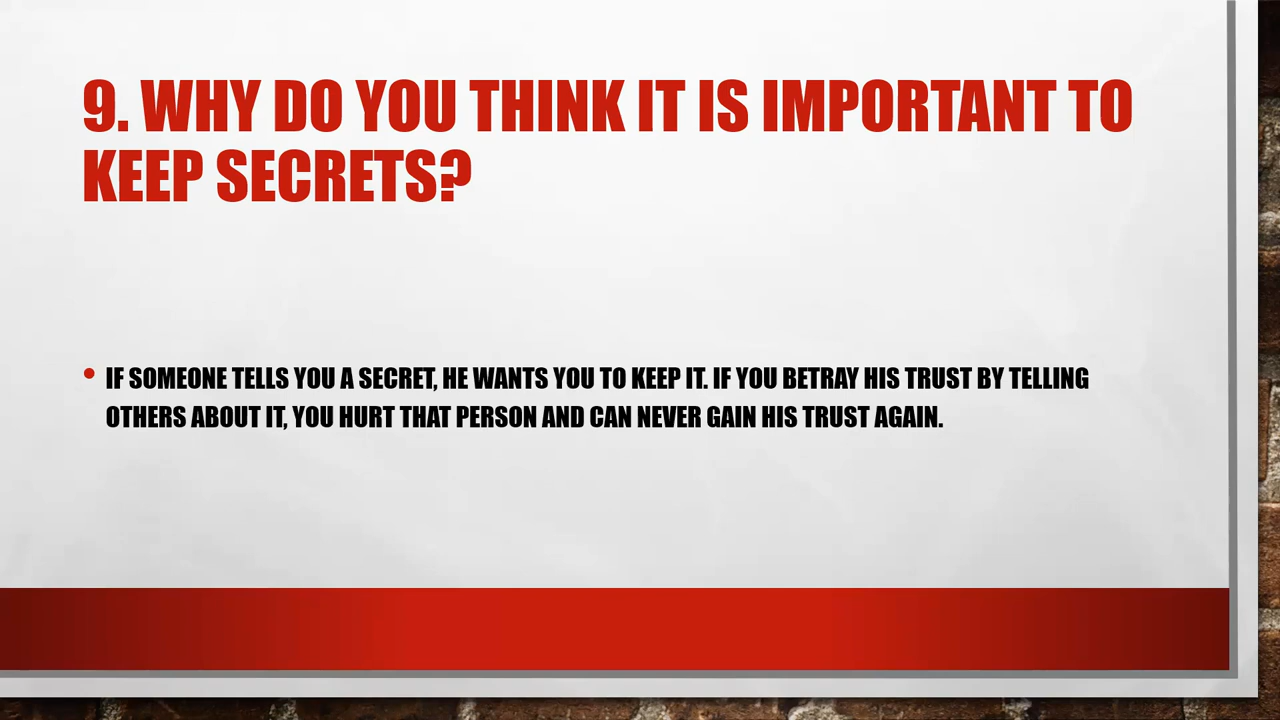 9. WHY DO YOU THINK IT IS IMPORTANT TO
KEEP SECRETS?
• IF SOMEONE TELLS YOU A SECRET, HE WANTS YOU TO KEEP IT. IF YOU BETRAY HIS TRUST BY TELLING
OTHERS ABOUT IT, YOU HURT THAT PERSON AND CAN NEVER GAIN HIS TRUST AGAIN.